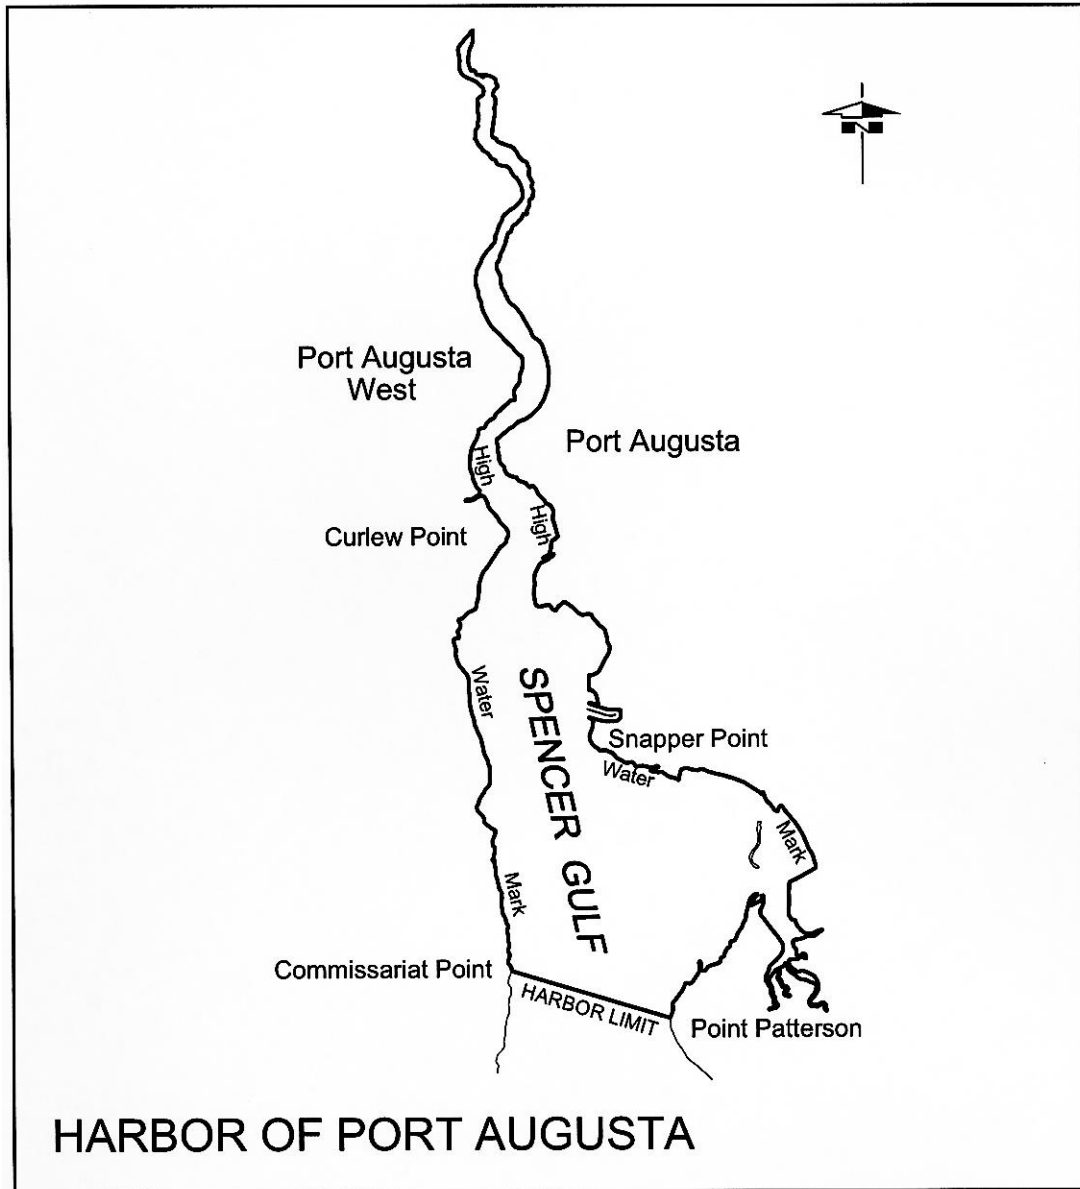 N
Port Augusta
West
Port Augusta
High
High
Curlew Point
Water
SPENCER GULF
Snapper Point
Water
Mark
Mark
Commissariat Point
HARBOR LIMIT
Point Patterson
HARBOR OF PORT AUGUSTA